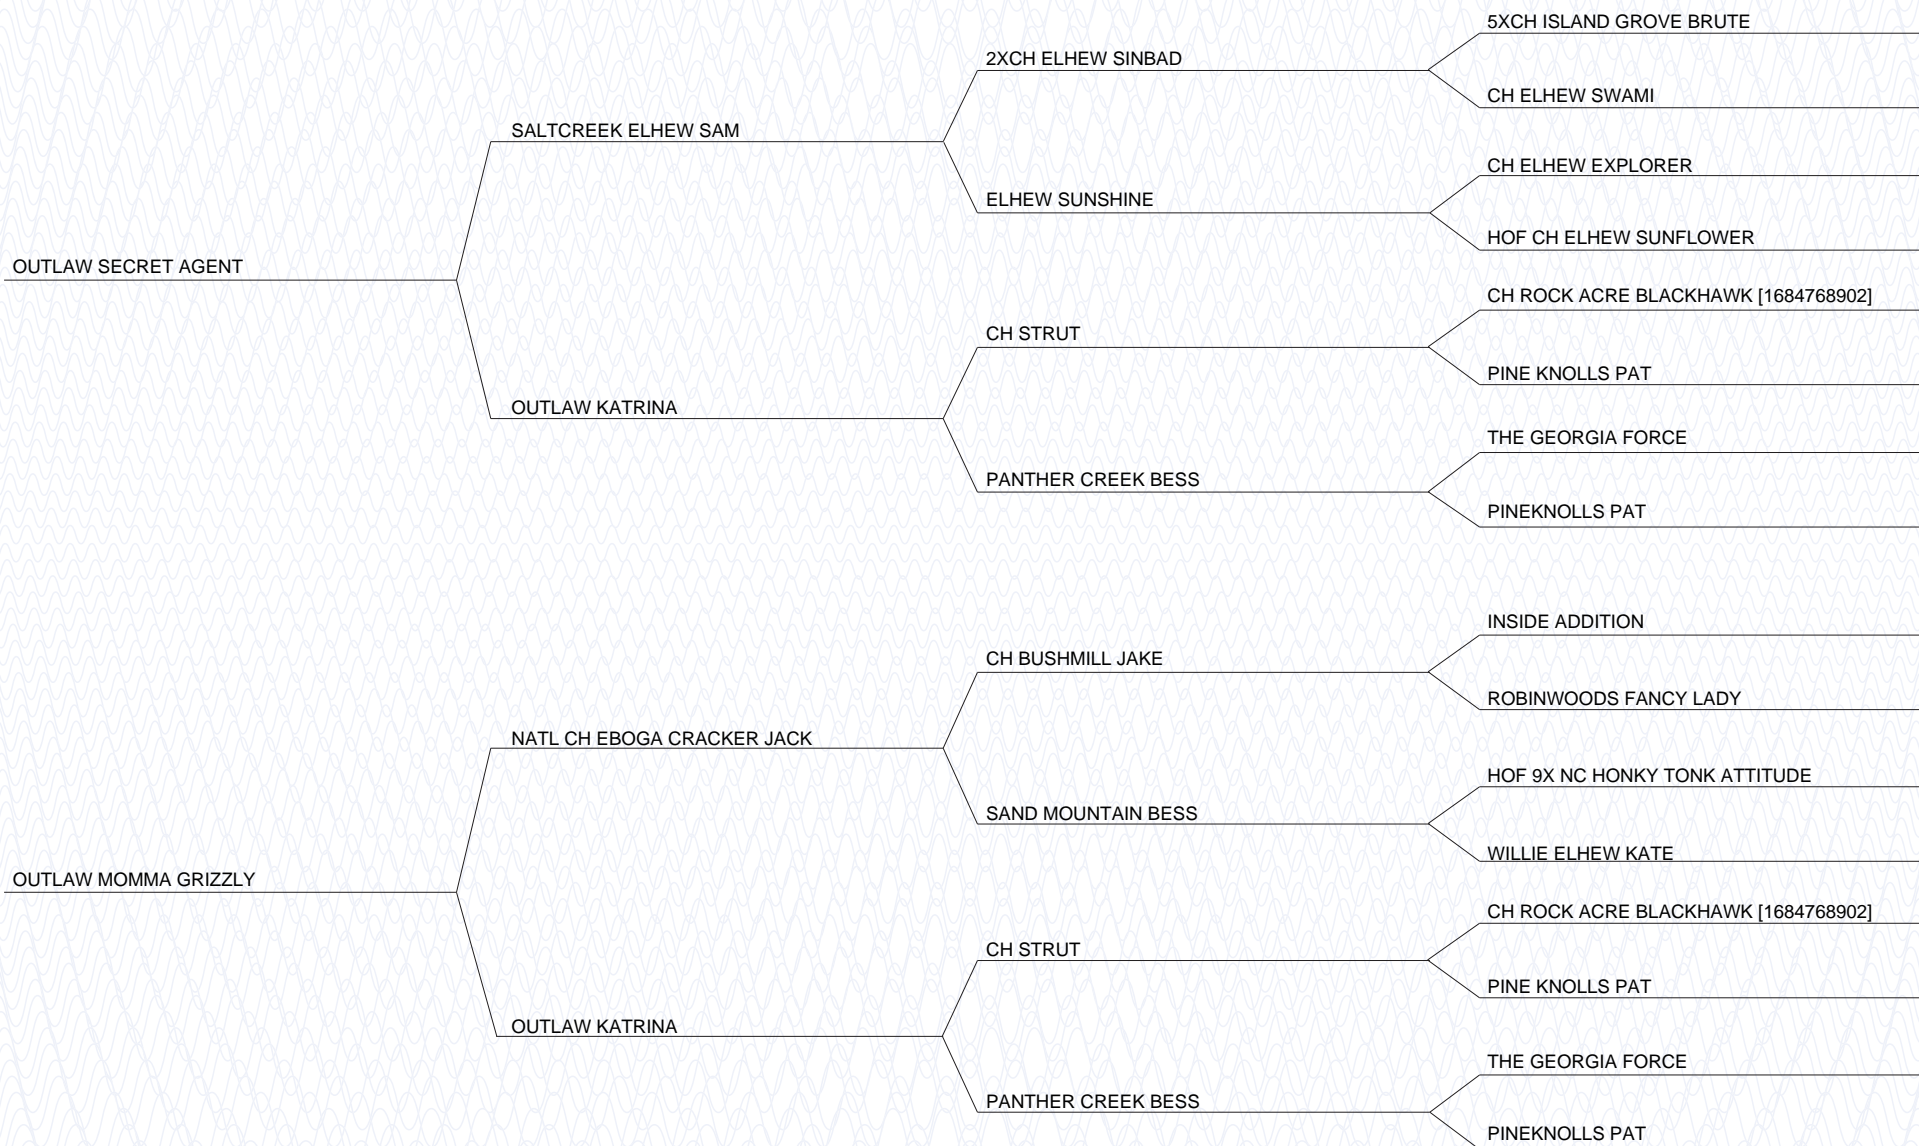 5XCH ISLAND GROVE BRUTE
2XCH ELHEW SINBAD
CH ELHEW SWAMI
SALTCREEK ELHEW SAM
CH ELHEW EXPLORER
ELHEW SUNSHINE
HOF CH ELHEW SUNFLOWER
OUTLAW SECRET AGENT
CH ROCK ACRE BLACKHAWK [1684768902]
CH STRUT
PINE KNOLLS PAT
OUTLAW KATRINA
THE GEORGIA FORCE
PANTHER CREEK BESS
PINEKNOLLS PAT
INSIDE ADDITION
CH BUSHMILL JAKE
ROBINWOODS FANCY LADY
NATL CH EBOGA CRACKER JACK
HOF 9X NC HONKY TONK ATTITUDE
SAND MOUNTAIN BESS
WILLIE ELHEW KATE
OUTLAW MOMMA GRIZZLY
CH ROCK ACRE BLACKHAWK [1684768902]
CH STRUT
PINE KNOLLS PAT
OUTLAW KATRINA
THE GEORGIA FORCE
PANTHER CREEK BESS
PINEKNOLLS PAT